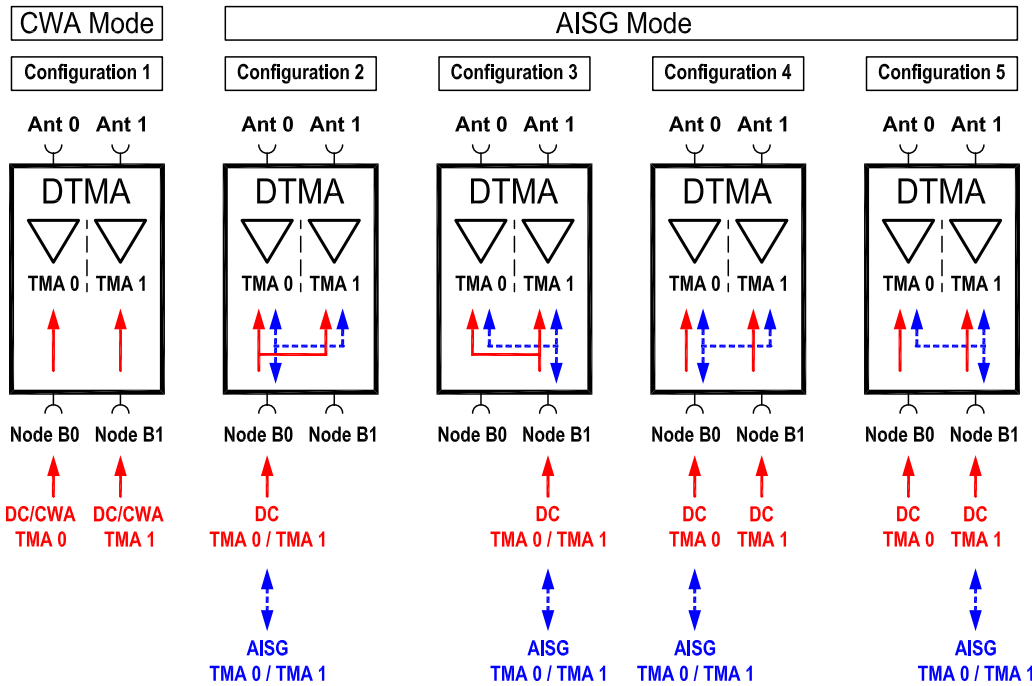 CWA Mode
AISG Mode
Configuration 1
Configuration 2
Configuration 3
Configuration 4
Configuration 5
Ant 0 Ant 1
Ant 0 Ant 1
Ant 0 Ant 1
Ant 0 Ant 1
Ant 0 Ant 1
DTMA
DTMA
DTMA
DTMA
DTMA
TMA 0 TMA 1
TMA 0 TMA 1
TMA 0 TMA 1
TMA 0 TMA 1
TMA 0 TMA 1
Node B0 Node B1
Node B0 Node B1
Node B0 Node B1
Node B0 Node B1
Node B0 Node B1
DC/CWA
TMA 0
DC/CWA
TMA 1
DC
TMA 0 / TMA 1
DC
TMA 0 / TMA 1
DC
TMA 0
DC
TMA 1
DC
TMA 0
DC
TMA 1
AISG
TMA 0 / TMA 1
AISG
TMA 0 / TMA 1
AISG
TMA 0 / TMA 1
AISG
TMA 0 / TMA 1